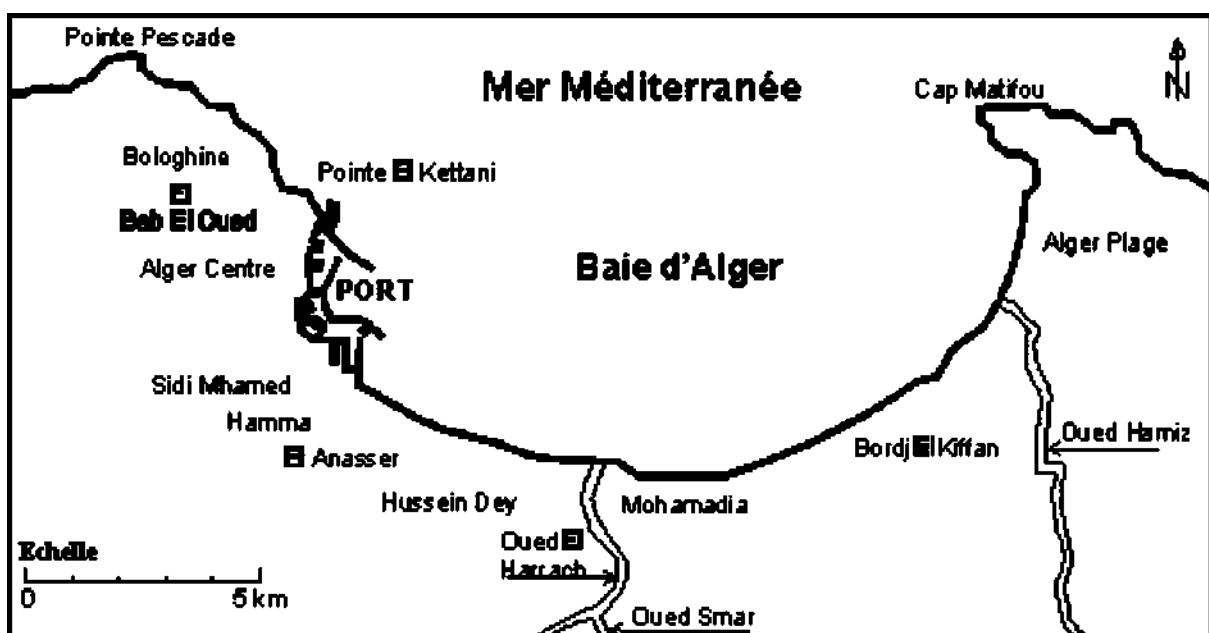 Pointe Pescade
Mer Méditerranée
N
Cap Matifou
Bologhine
Pointe Kettani
Bab El Oued
Alger Centre
Baie d'Alger
Alger Plage
PORT
Sidi Mhamed
Hamma
Anasser
Bordj El Kiffan
Oued Hamiz
Hussein Dey
Mohamadia
Oued
Harrach
Echelle
0
5 km
Oued Smar